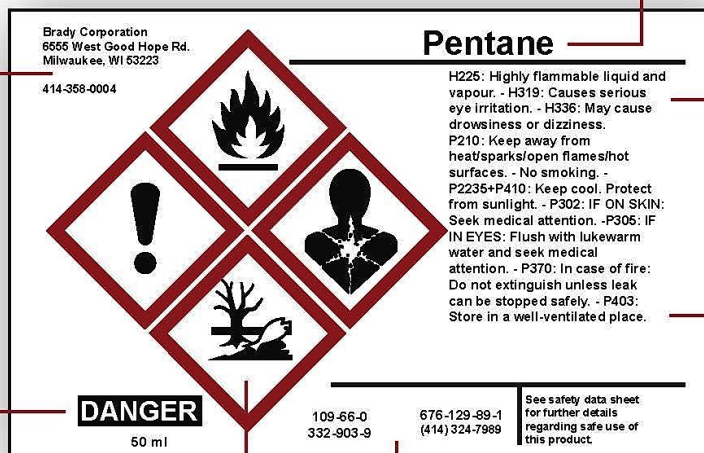 Brady Corporation
6555 West Good Hope Rd.
Milwaukee, WI 53223
414-358-0004
Pentane
H225: Highly flammable liquid and
vapour. - H319: Causes serious
eye irritation. - H336: May cause
drowsiness or dizziness.
P210: Keep away from
heat/sparks/open flames/hot
surfaces. - No smoking. -
P2235+P410: Keep cool. Protect
from sunlight. - P302: IF ON SKIN:
Seek medical attention. -P305: IF
IN EYES: Flush with lukewarm
water and seek medical
attention. - P370: In case of fire:
Do not extinguish unless leak
can be stopped safely. - P403:
Store in a well-ventilated place.
DANGER
50 ml
109-66-0
332-903-9
676-129-89-1
(414) 324-7989
See safety data sheet
for further details
regarding safe use of
this product.